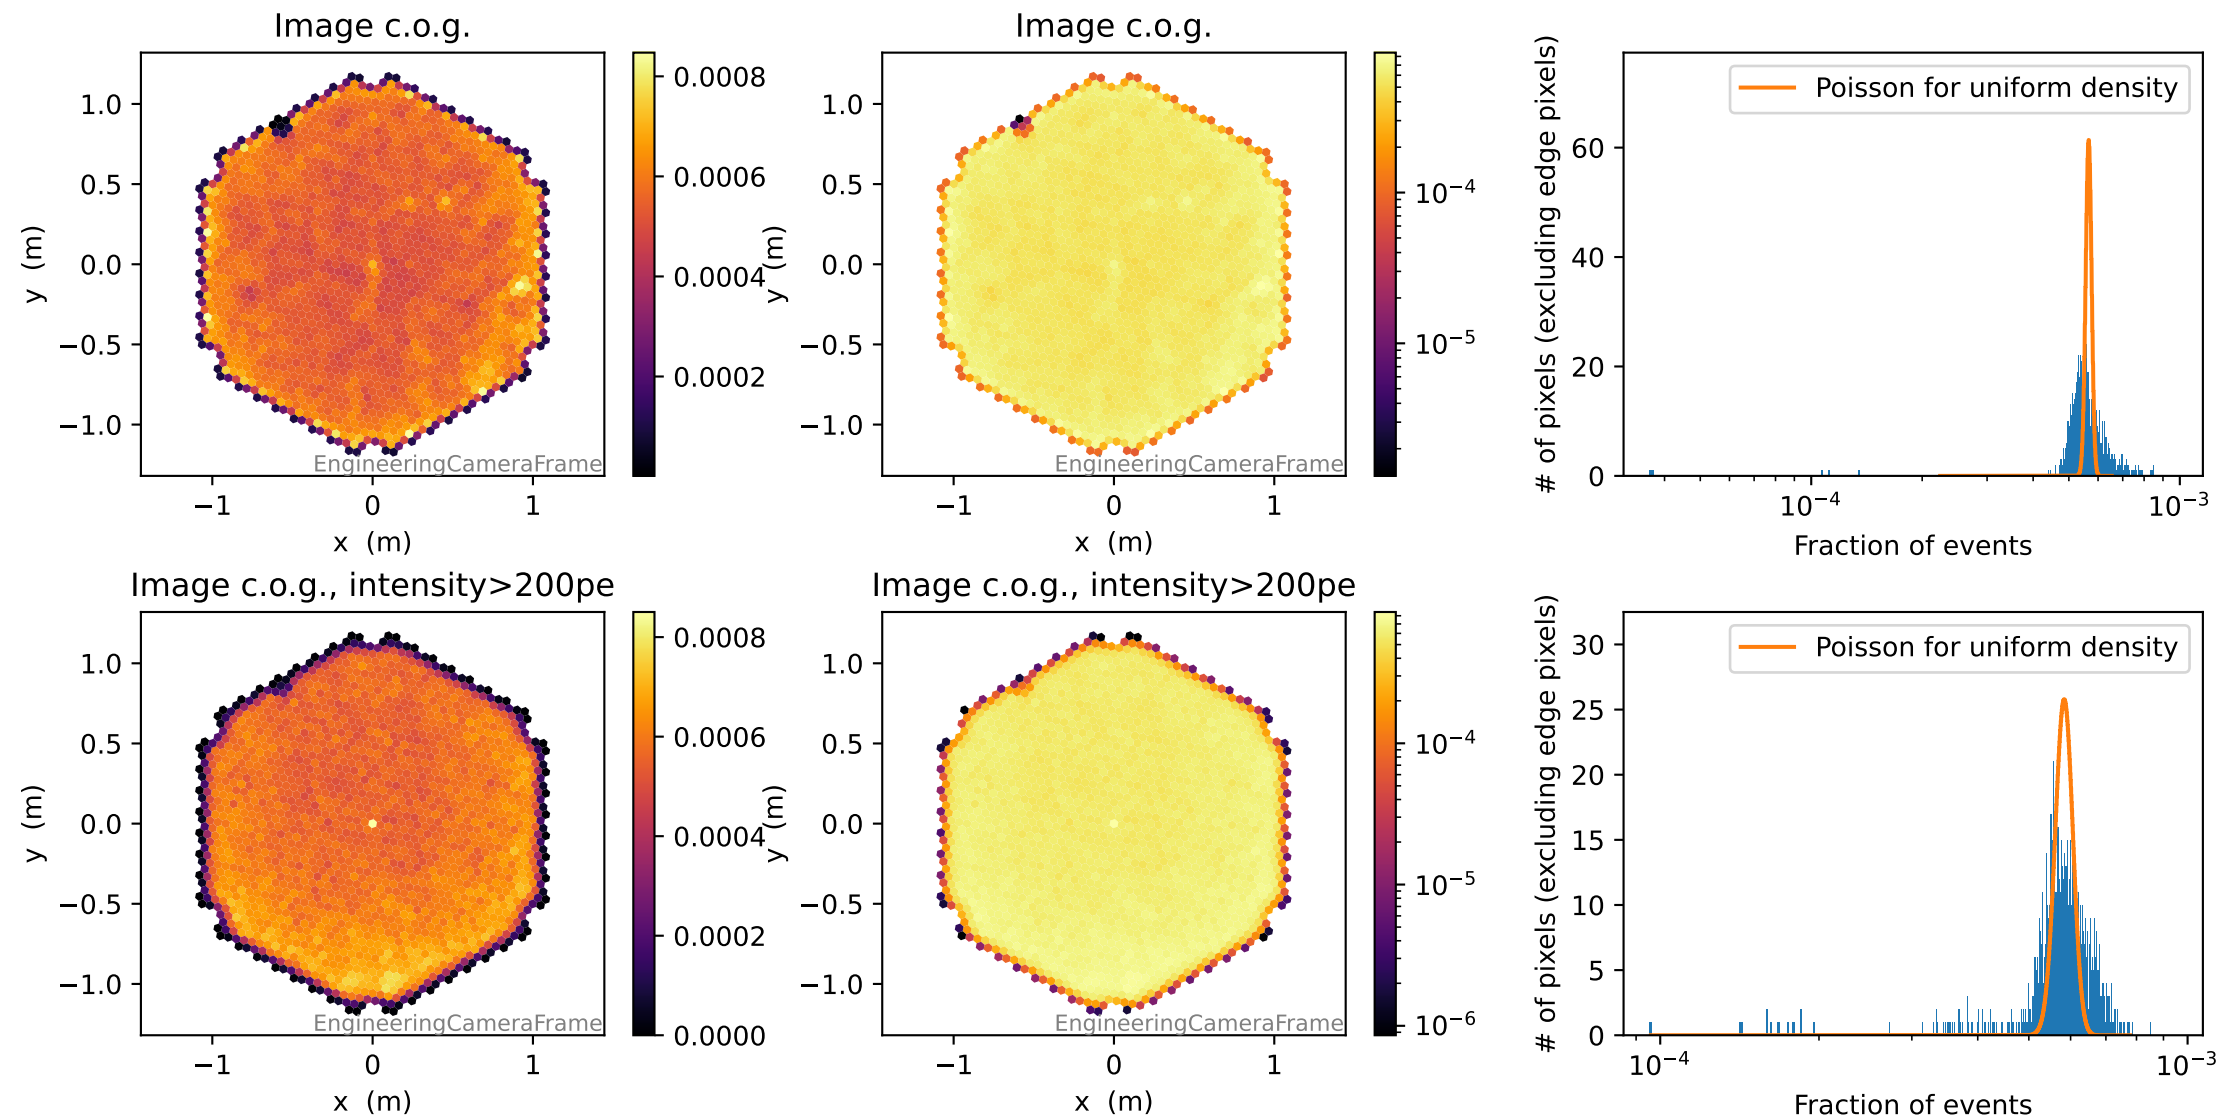 Image c.o.g.
1.0
0.5
0.0
−0.5
−1.0
y (m)
−1 0 1
x (m)
EngineeringCameraFrame
0.0008
0.0006
0.0004
0.0002
Image c.o.g.
1.0
0.5
0.0
−0.5
−1.0
y (m)
−1 0 1
x (m)
EngineeringCameraFrame
10⁻⁴
10⁻⁵
# of pixels (excluding edge pixels)
60
40
20
0
Poisson for uniform density
10⁻⁴ 10⁻³
Fraction of events
Image c.o.g., intensity>200pe
1.0
0.5
0.0
−0.5
−1.0
y (m)
−1 0 1
x (m)
EngineeringCameraFrame
0.0008
0.0006
0.0004
0.0002
0.0000
Image c.o.g., intensity>200pe
1.0
0.5
0.0
−0.5
−1.0
y (m)
−1 0 1
x (m)
EngineeringCameraFrame
10⁻⁴
10⁻⁵
10⁻⁶
# of pixels (excluding edge pixels)
30
25
20
15
10
5
0
Poisson for uniform density
10⁻⁴ 10⁻³
Fraction of events